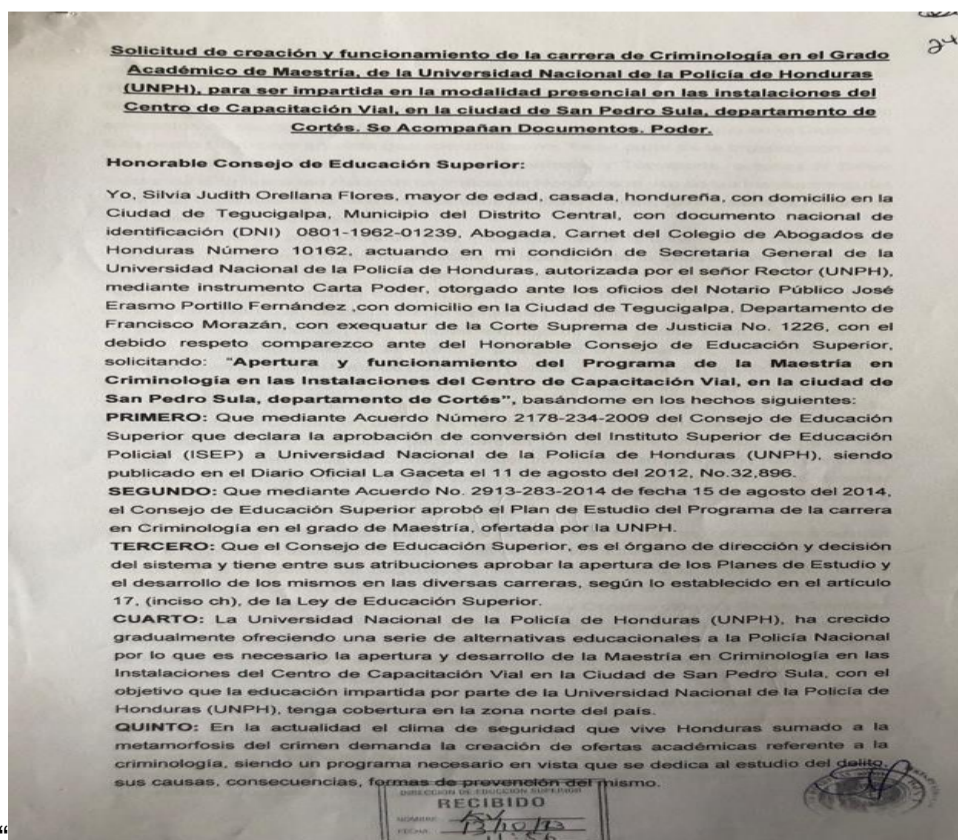 24
Solicitud de creación y funcionamiento de la carrera de Criminología en el Grado
Académico de Maestría, de la Universidad Nacional de la Policía de Honduras
(UNPH), para ser impartida en la modalidad presencial en las instalaciones del
Centro de Capacitación Vial, en la ciudad de San Pedro Sula, departamento de
Cortés. Se Acompañan Documentos. Poder.
Honorable Consejo de Educación Superior:
Yo, Silvia Judith Orellana Flores, mayor de edad, casada, hondureña, con domicilio en la
Ciudad de Tegucigalpa, Municipio del Distrito Central, con documento nacional de
identificación (DNI) 0801-1962-01239, Abogada, Carnet del Colegio de Abogados de
Honduras Número 10162, actuando en mi condición de Secretaria General de la
Universidad Nacional de la Policía de Honduras, autorizada por el señor Rector (UNPH),
mediante instrumento Carta Poder, otorgado ante los oficios del Notario Público José
Erasmo Portillo Fernández ,con domicilio en la Ciudad de Tegucigalpa, Departamento de
Francisco Morazán, con exequatur de la Corte Suprema de Justicia No. 1226, con el
debido respeto comparezco ante del Honorable Consejo de Educación Superior,
solicitando: "Apertura y funcionamiento del Programa de la Maestría en
Criminología en las Instalaciones del Centro de Capacitación Vial, en la ciudad de
San Pedro Sula, departamento de Cortés", basándome en los hechos siguientes:
PRIMERO: Que mediante Acuerdo Número 2178-234-2009 del Consejo de Educación
Superior que declara la aprobación de conversión del Instituto Superior de Educación
Policial (ISEP) a Universidad Nacional de la Policía de Honduras (UNPH), siendo
publicado en el Diario Oficial La Gaceta el 11 de agosto del 2012, No.32,896.
SEGUNDO: Que mediante Acuerdo No. 2913-283-2014 de fecha 15 de agosto del 2014,
el Consejo de Educación Superior aprobó el Plan de Estudio del Programa de la carrera
en Criminología en el grado de Maestría, ofertada por la UNPH.
TERCERO: Que el Consejo de Educación Superior, es el órgano de dirección y decisión
del sistema y tiene entre sus atribuciones aprobar la apertura de los Planes de Estudio y
el desarrollo de los mismos en las diversas carreras, según lo establecido en el artículo
17, (inciso ch), de la Ley de Educación Superior.
CUARTO: La Universidad Nacional de la Policía de Honduras (UNPH), ha crecido
gradualmente ofreciendo una serie de alternativas educacionales a la Policía Nacional
por lo que es necesario la apertura y desarrollo de la Maestría en Criminología en las
Instalaciones del Centro de Capacitación Vial en la Ciudad de San Pedro Sula, con el
objetivo que la educación impartida por parte de la Universidad Nacional de la Policía de
Honduras (UNPH), tenga cobertura en la zona norte del país.
QUINTO: En la actualidad el clima de seguridad que vive Honduras sumado a la
metamorfosis del crimen demanda la creación de ofertas académicas referente a la
criminología, siendo un programa necesario en vista que se dedica al estudio del delito,
sus causas, consecuencias, formas de prevención del mismo.
DIRECCION DE EDUCCION SUPERIOR
RECIBIDO
NOMBRE
FECHA 13/10/23
11:56
“